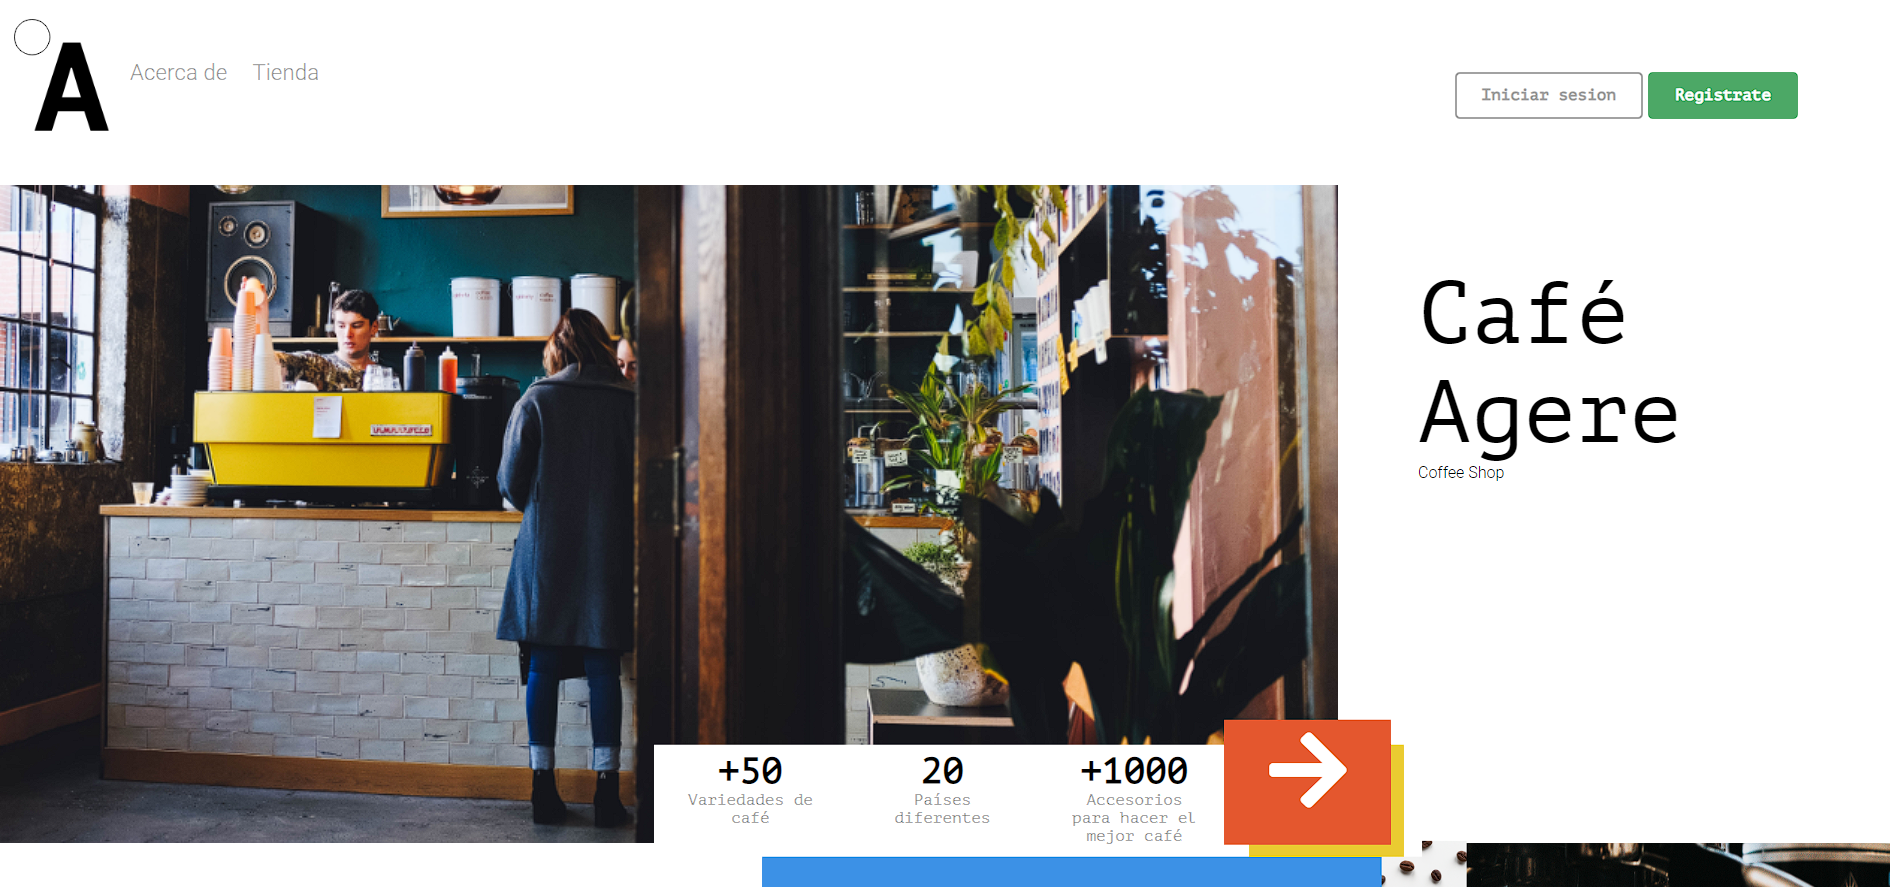 A
Acerca de
Tienda
Iniciar sesion
Registrate
Café
Agere
Coffee Shop
+50
Variedades de
café
20
Países
diferentes
+1000
Accesorios
para hacer el
mejor café